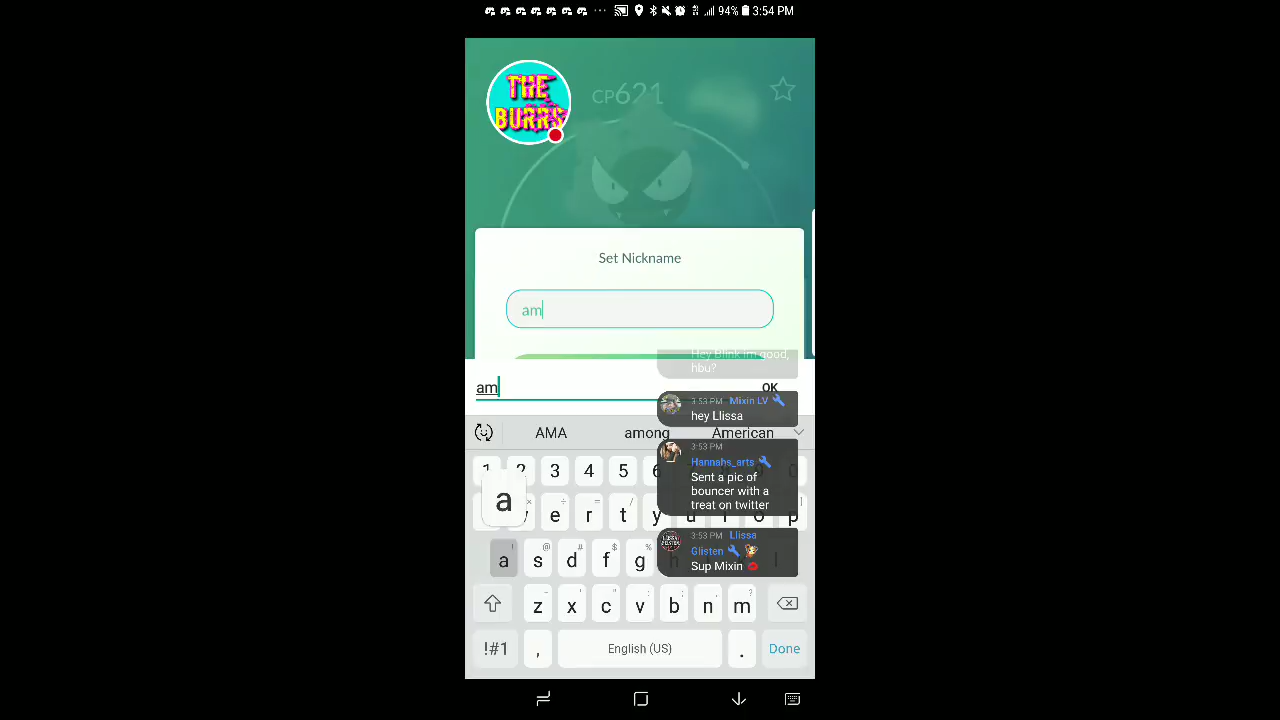 94% 3:54 PM
THE
BURRS
CP621
Set Nickname
am
Hey Blink im good,
hbu?
am
OK
3:53 PM Mixin LV
hey Llissa
AMA among American
3:53 PM
Hannahs_arts
Sent a pic of
bouncer with a
treat on twitter
3:53 PM Llissa
Glisten
Sup Mixin
1 2 3 4 5 6
a
e r t y u i o p
a s d f g
z x c v b n m
!#1 , English (US) . Done